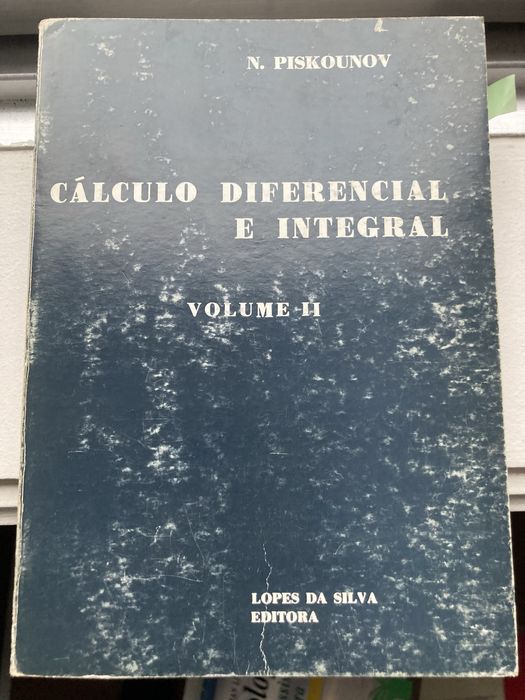 N. PISKOUNOV
CÁLCULO DIFERENCIAL
E INTEGRAL
VOLUME II
LOPES DA SILVA
EDITORA